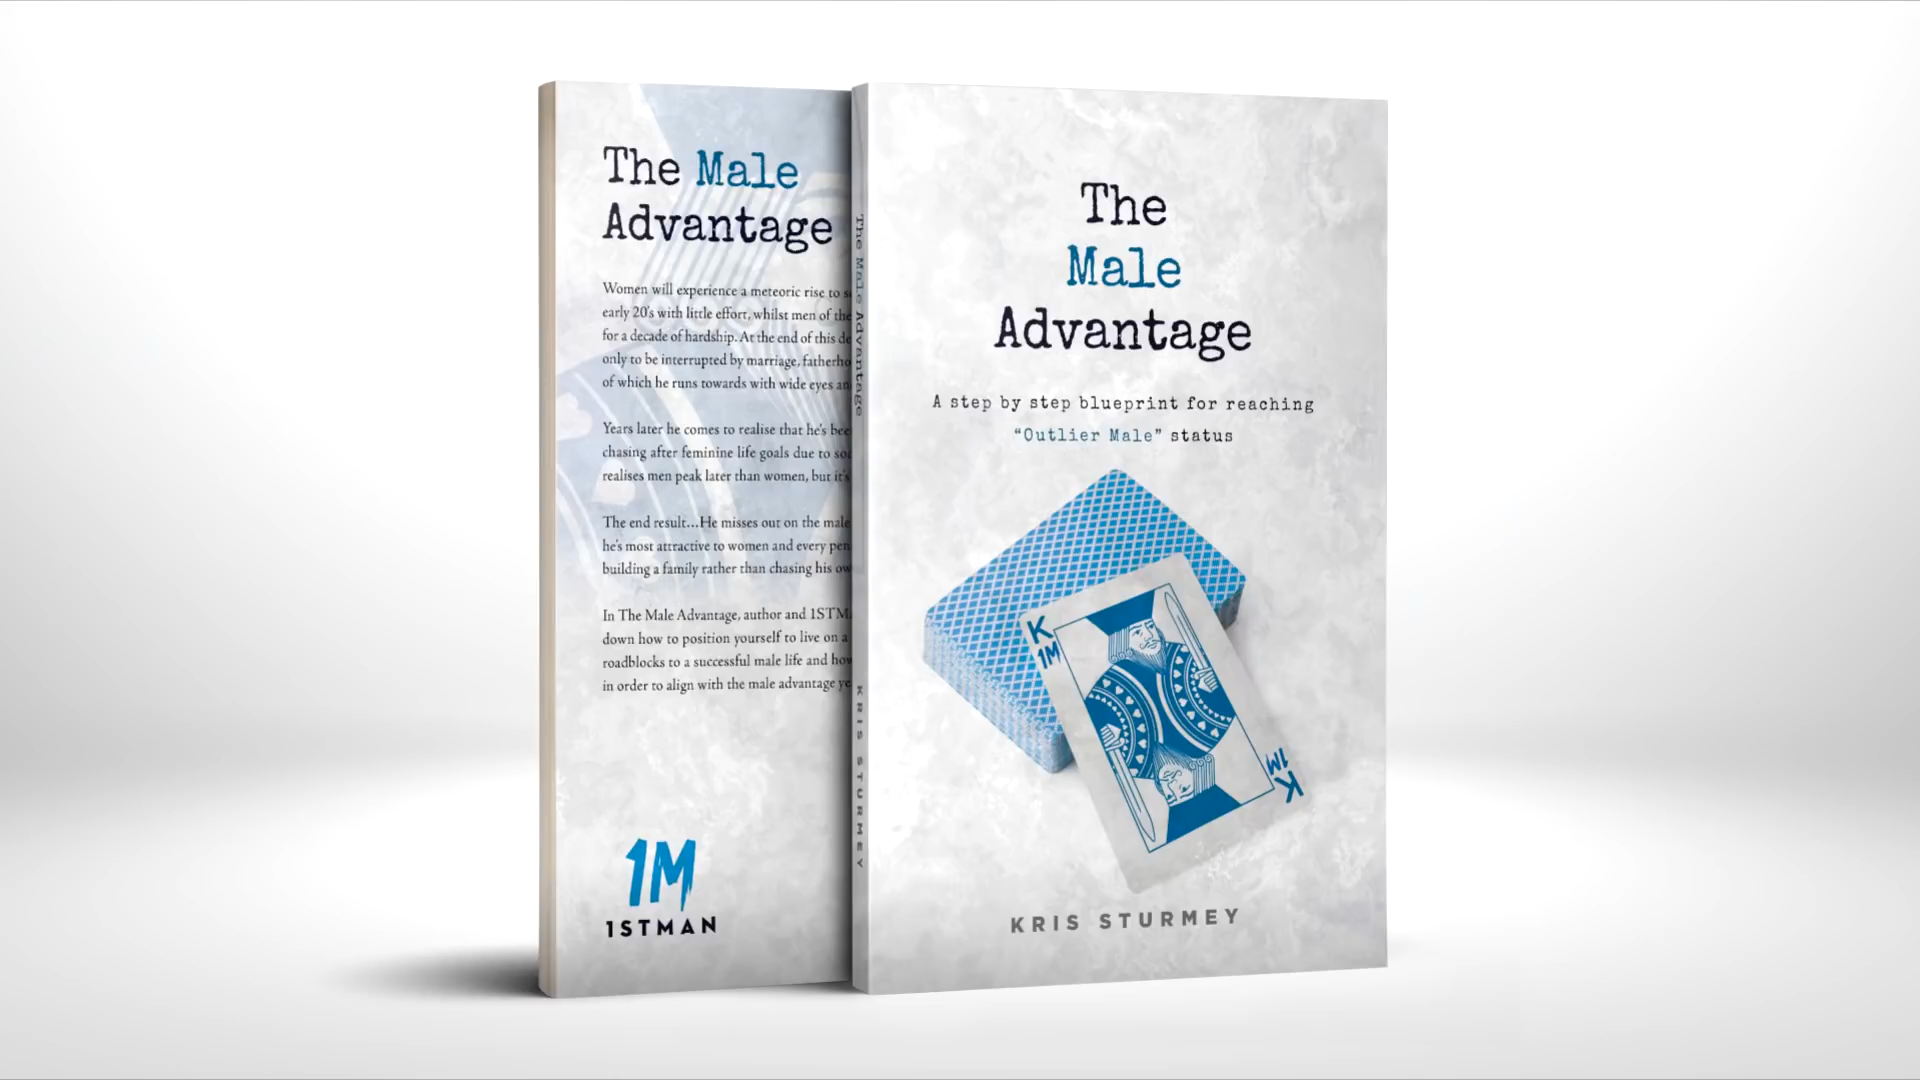 The Male
Advantage
Women will experience a meteoric rise to
early 20's with little effort, whilst men of the
for a decade of hardship. At the end of this
only to be interrupted by marriage,
of which he runs towards with wide eyes
Years later he comes to realise that he's
chasing after feminine life goals due to
realises men peak later than women, but it's
The end result...He misses out on the male
he's most attractive to women and every
building a family rather than chasing his
In The Male Advantage, author and
down how to position yourself to live on a
roadblocks to a successful male life and
in order to align with the male advantage
1M
1STMAN
The Male Advantage
KRIS STURMEY
The
Male
Advantage
A step by step blueprint for reaching
“Outlier Male” status
K
1M
K
1M
KRIS STURMEY